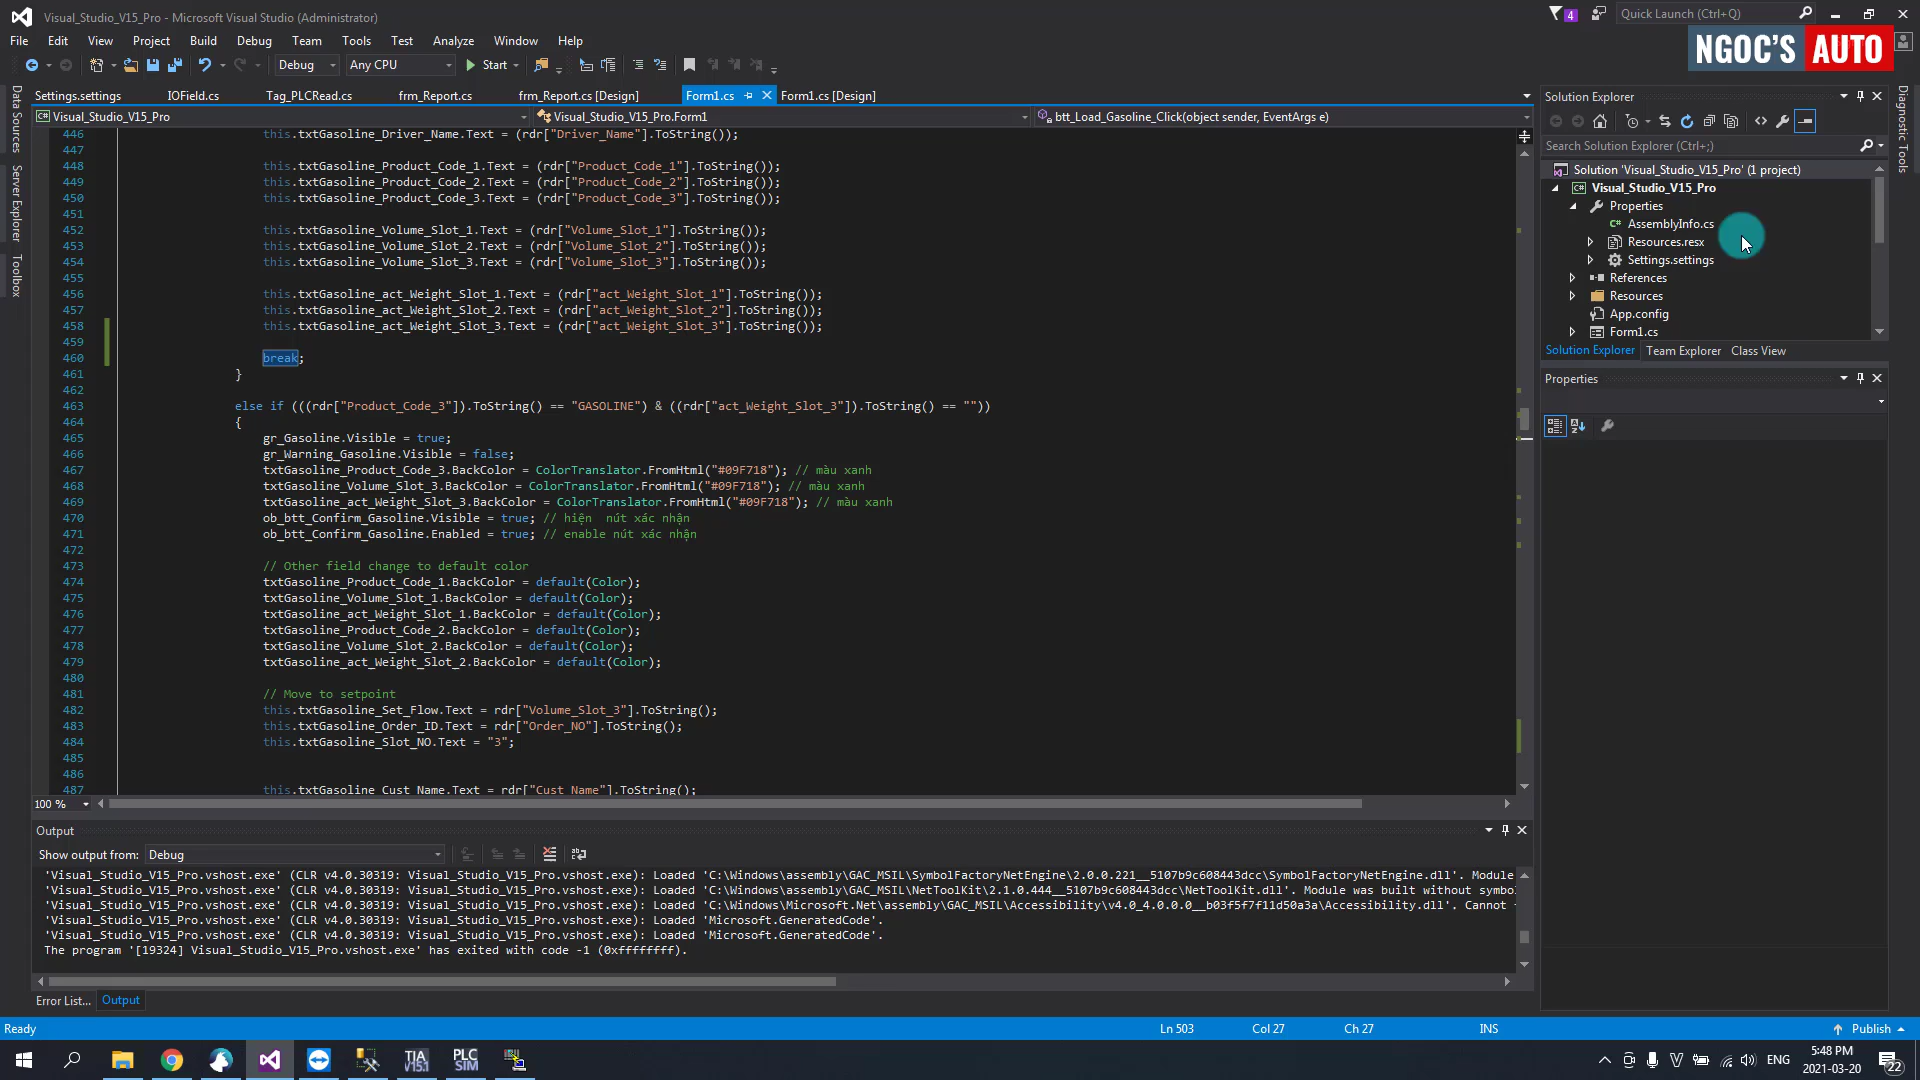 Visual_Studio_V15_Pro - Microsoft Visual Studio (Administrator)
4
Quick Launch (Ctrl+Q)
File Edit View Project Build Debug Team Tools Test Analyze Window Help
NGOC'S AUTO
Debug Any CPU Start
Settings.settings IOField.cs Tag_PLCRead.cs frm_Report.cs frm_Report.cs [Design] Form1.cs Form1.cs [Design]
Visual_Studio_V15_Pro Visual_Studio_V15_Pro.Form1 btt_Load_Gasoline_Click(object sender, EventArgs e)
Data Sources
Server Explorer
Toolbox
446 this.txtGasoline_Driver_Name.Text = (rdr["Driver_Name"].ToString());
447
448 this.txtGasoline_Product_Code_1.Text = (rdr["Product_Code_1"].ToString());
449 this.txtGasoline_Product_Code_2.Text = (rdr["Product_Code_2"].ToString());
450 this.txtGasoline_Product_Code_3.Text = (rdr["Product_Code_3"].ToString());
451
452 this.txtGasoline_Volume_Slot_1.Text = (rdr["Volume_Slot_1"].ToString());
453 this.txtGasoline_Volume_Slot_2.Text = (rdr["Volume_Slot_2"].ToString());
454 this.txtGasoline_Volume_Slot_3.Text = (rdr["Volume_Slot_3"].ToString());
455
456 this.txtGasoline_act_Weight_Slot_1.Text = (rdr["act_Weight_Slot_1"].ToString());
457 this.txtGasoline_act_Weight_Slot_2.Text = (rdr["act_Weight_Slot_2"].ToString());
458 this.txtGasoline_act_Weight_Slot_3.Text = (rdr["act_Weight_Slot_3"].ToString());
459
460 break;
461 }
462
463 else if (((rdr["Product_Code_3"]).ToString() == "GASOLINE") & ((rdr["act_Weight_Slot_3"]).ToString() == ""))
464 {
465 gr_Gasoline.Visible = true;
466 gr_Warning_Gasoline.Visible = false;
467 txtGasoline_Product_Code_3.BackColor = ColorTranslator.FromHtml("#09F718"); // màu xanh
468 txtGasoline_Volume_Slot_3.BackColor = ColorTranslator.FromHtml("#09F718"); // màu xanh
469 txtGasoline_act_Weight_Slot_3.BackColor = ColorTranslator.FromHtml("#09F718"); // màu xanh
470 ob_btt_Confirm_Gasoline.Visible = true; // hiện nút xác nhận
471 ob_btt_Confirm_Gasoline.Enabled = true; // enable nút xác nhận
472
473 // Other field change to default color
474 txtGasoline_Product_Code_1.BackColor = default(Color);
475 txtGasoline_Volume_Slot_1.BackColor = default(Color);
476 txtGasoline_act_Weight_Slot_1.BackColor = default(Color);
477 txtGasoline_Product_Code_2.BackColor = default(Color);
478 txtGasoline_Volume_Slot_2.BackColor = default(Color);
479 txtGasoline_act_Weight_Slot_2.BackColor = default(Color);
480
481 // Move to setpoint
482 this.txtGasoline_Set_Flow.Text = rdr["Volume_Slot_3"].ToString();
483 this.txtGasoline_Order_ID.Text = rdr["Order_NO"].ToString();
484 this.txtGasoline_Slot_NO.Text = "3";
485
486
487 this.txtGasoline_Cust_Name.Text = rdr["Cust_Name"].ToString();
100 %
Output
Show output from: Debug
'Visual_Studio_V15_Pro.vshost.exe' (CLR v4.0.30319: Visual_Studio_V15_Pro.vshost.exe): Loaded 'C:\Windows\assembly\GAC_MSIL\SymbolFactoryNetEngine\2.0.0.221__5107b9c608443dcc\SymbolFactoryNetEngine.dll'. Module
'Visual_Studio_V15_Pro.vshost.exe' (CLR v4.0.30319: Visual_Studio_V15_Pro.vshost.exe): Loaded 'C:\Windows\assembly\GAC_MSIL\NetToolKit\2.1.0.444__5107b9c608443dcc\NetToolKit.dll'. Module was built without symbo
'Visual_Studio_V15_Pro.vshost.exe' (CLR v4.0.30319: Visual_Studio_V15_Pro.vshost.exe): Loaded 'C:\Windows\Microsoft.Net\assembly\GAC_MSIL\Accessibility\v4.0_4.0.0.0__b03f5f7f11d50a3a\Accessibility.dll'. Cannot
'Visual_Studio_V15_Pro.vshost.exe' (CLR v4.0.30319: Visual_Studio_V15_Pro.vshost.exe): Loaded 'Microsoft.GeneratedCode'.
'Visual_Studio_V15_Pro.vshost.exe' (CLR v4.0.30319: Visual_Studio_V15_Pro.vshost.exe): Loaded 'Microsoft.GeneratedCode'.
The program '[19324] Visual_Studio_V15_Pro.vshost.exe' has exited with code -1 (0xffffffff).
Error List... Output
Solution Explorer
Search Solution Explorer (Ctrl+;)
Solution 'Visual_Studio_V15_Pro' (1 project)
Visual_Studio_V15_Pro
Properties
AssemblyInfo.cs
Resources.resx
Settings.settings
References
Resources
App.config
Form1.cs
Solution Explorer Team Explorer Class View
Properties
Diagnostic Tools
Ready Ln 503 Col 27 Ch 27 INS Publish
TIA V15.1 PLC SIM
ENG
5:48 PM
2021-03-20
22